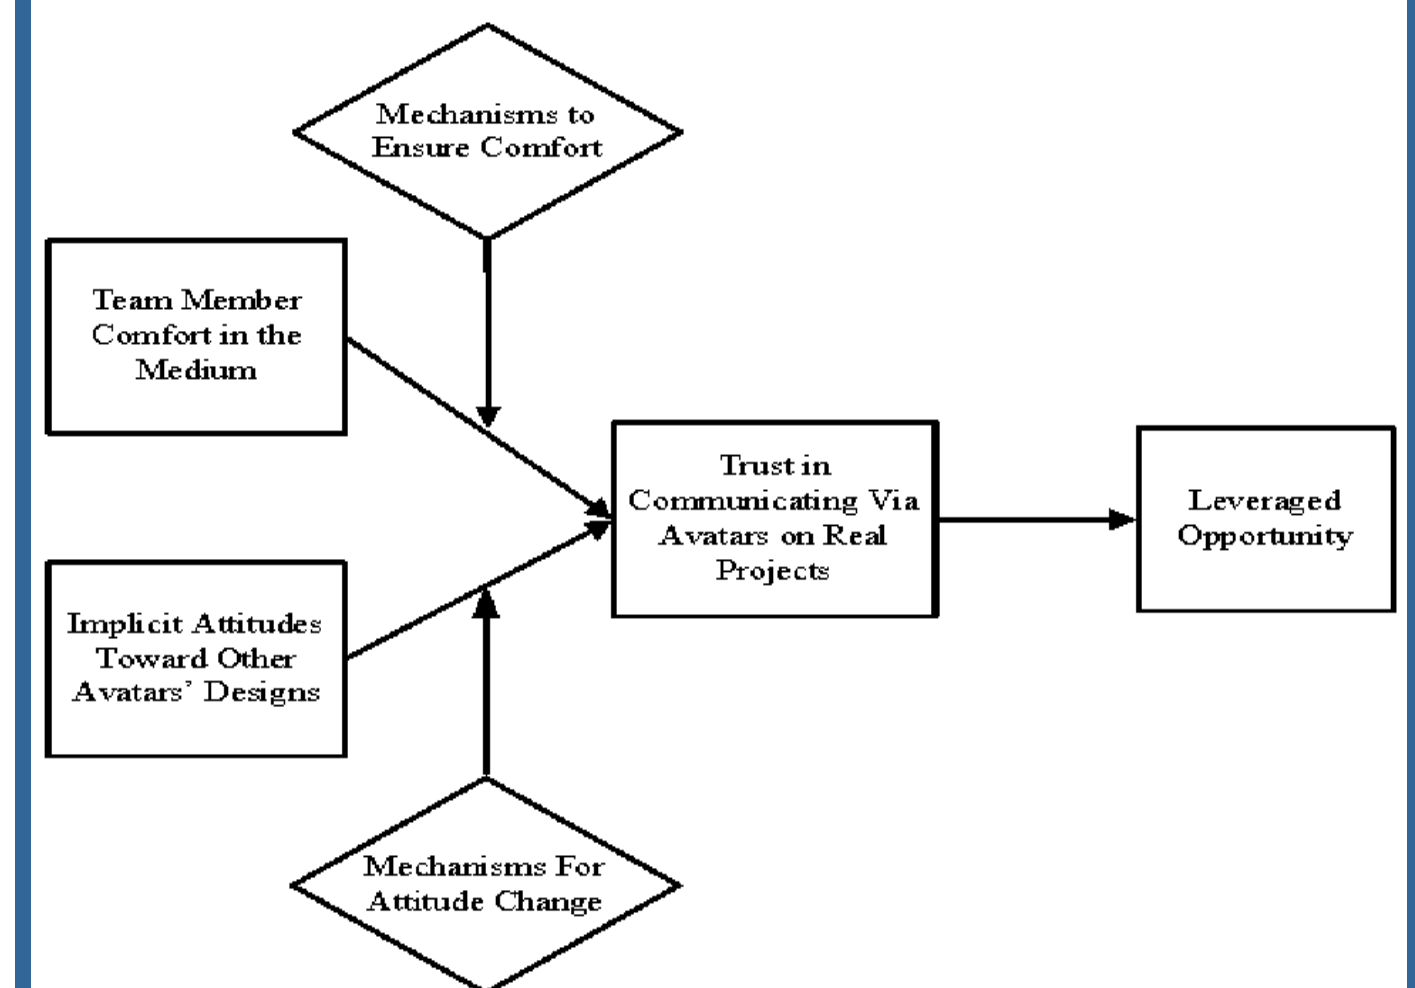 Mechanisms to
Ensure Comfort
Team Member
Comfort in the
Medium
Trust in
Communicating Via
Avatars on Real
Projects
Leveraged
Opportunity
Implicit Attitudes
Toward Other
Avatars’ Designs
Mechanisms For
Attitude Change